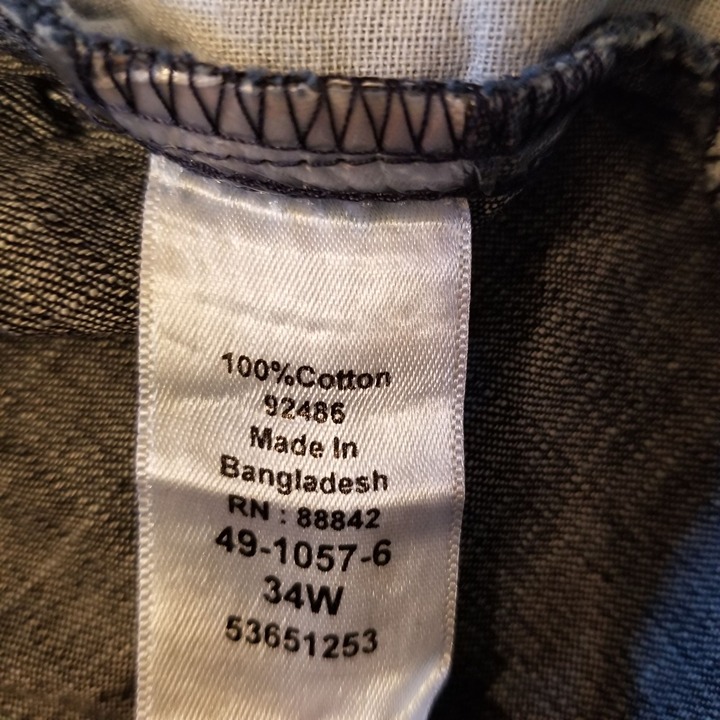 100%Cotton
92486
Made In
Bangladesh
RN : 88842
49-1057-6
34W
53651253